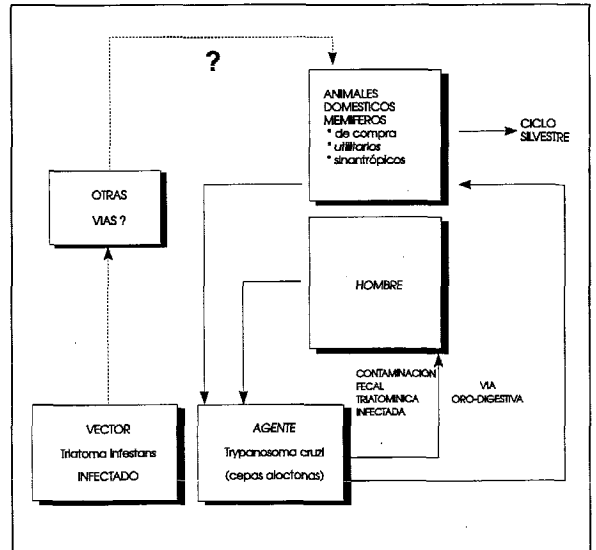 ?
ANIMALES
DOMESTICOS
MEMIFEROS
* de compra
* utilitarios
* sinantrópicos
CICLO
SILVESTRE
OTRAS
VIAS ?
HOMBRE
CONTAMINACION
FECAL
TRIATOMINICA
INFECTADA
VIA
ORO-DIGESTIVA
VECTOR
Triatoma Infestans
INFECTADO
AGENTE
Trypanosoma cruzi
(cepas aloctonas)